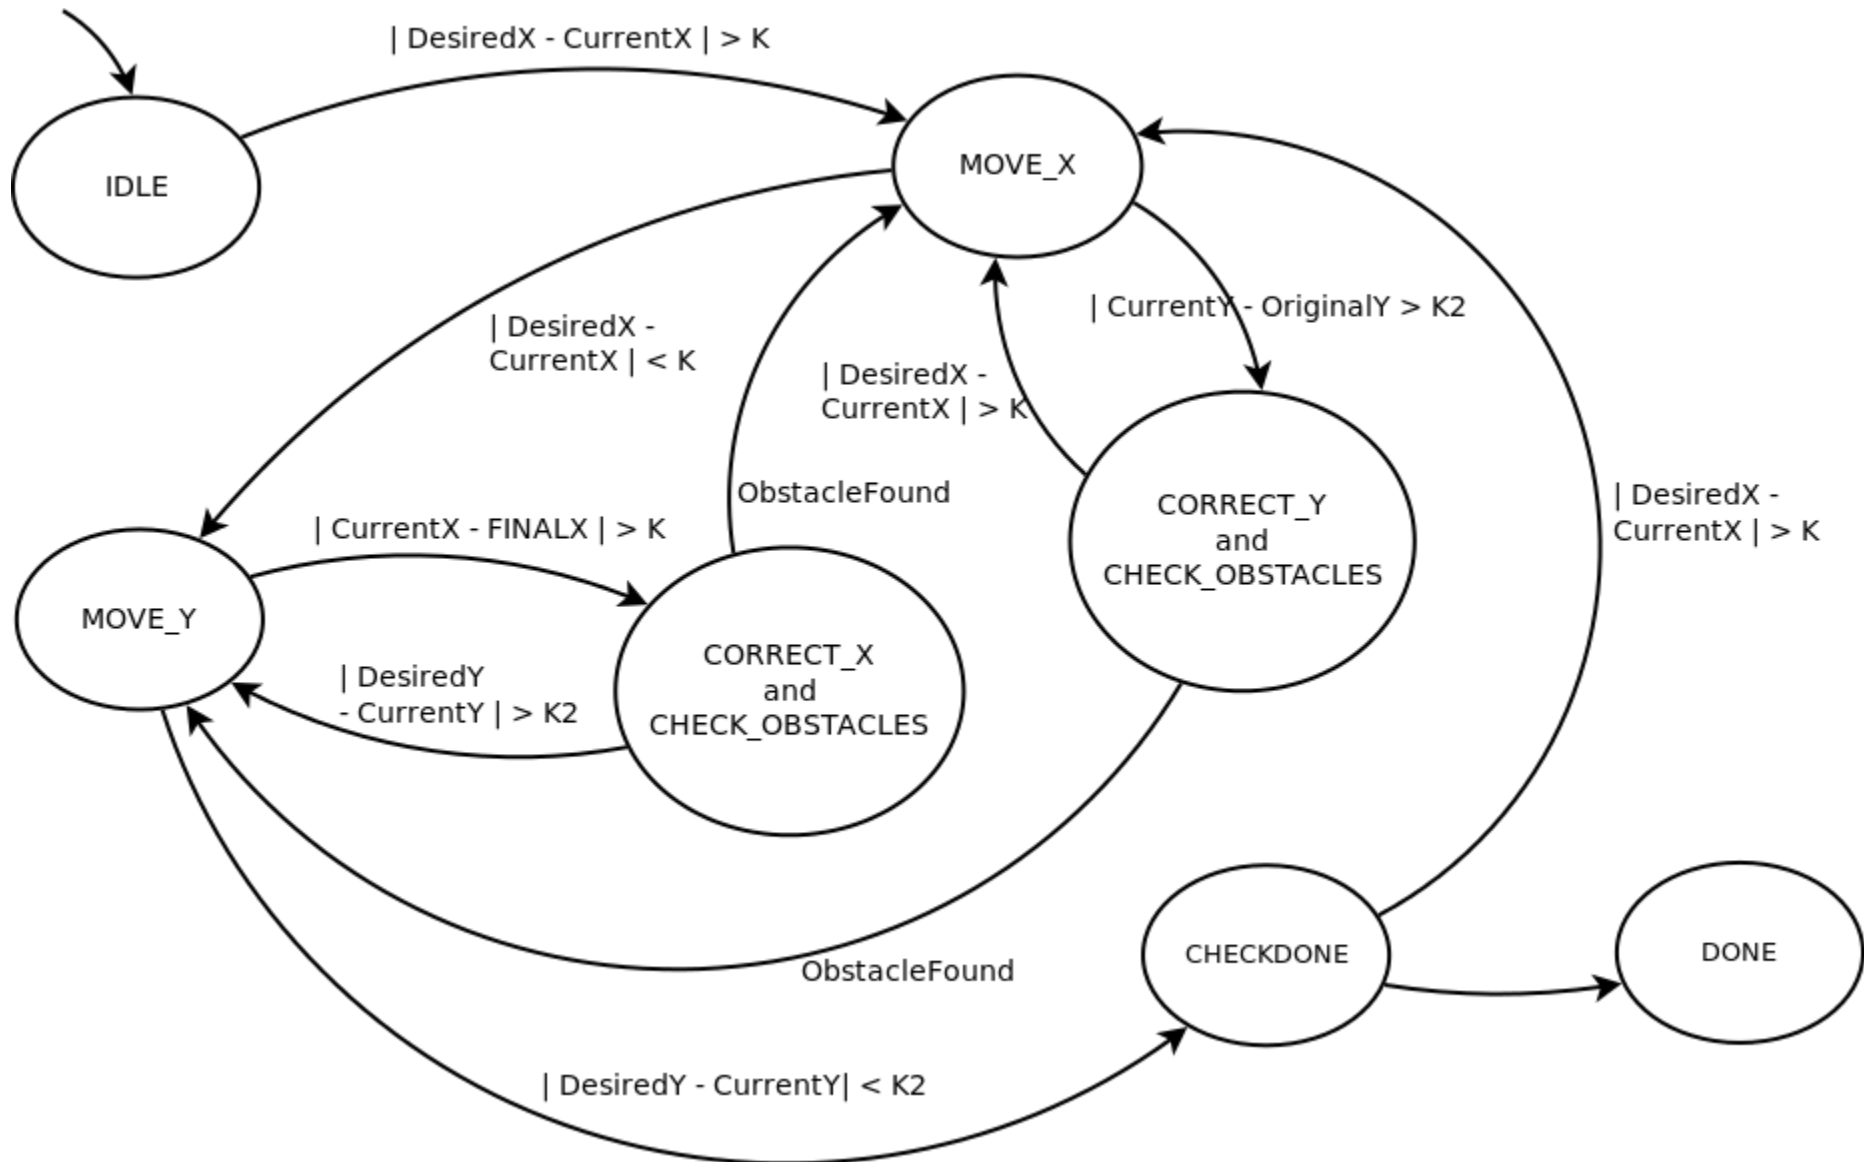 | DesiredX - CurrentX | > K
IDLE
MOVE_X
| DesiredX -
CurrentX | < K
| CurrentY - OriginalY > K2
| DesiredX -
CurrentX | > K
ObstacleFound
CORRECT_Y
and
CHECK_OBSTACLES
| DesiredX -
CurrentX | > K
| CurrentX - FINALX | > K
MOVE_Y
CORRECT_X
and
CHECK_OBSTACLES
| DesiredY
- CurrentY | > K2
ObstacleFound
CHECKDONE
DONE
| DesiredY - CurrentY| < K2